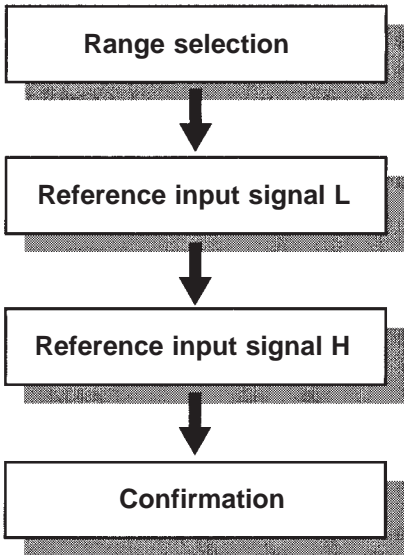 Range selection
Reference input signal L
Reference input signal H
Confirmation